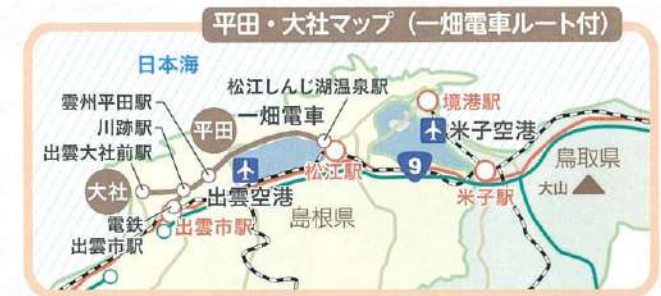 平田・大社マップ（一畑電車ルート付）
日本海
松江しんじ湖温泉駅
雲州平田駅
一畑電車
境港駅
川跡駅
平田
米子空港
出雲大社前駅
松江駅
9
鳥取県
大社
出雲空港
米子駅
大山
電鉄
出雲市駅
出雲市駅
島根県